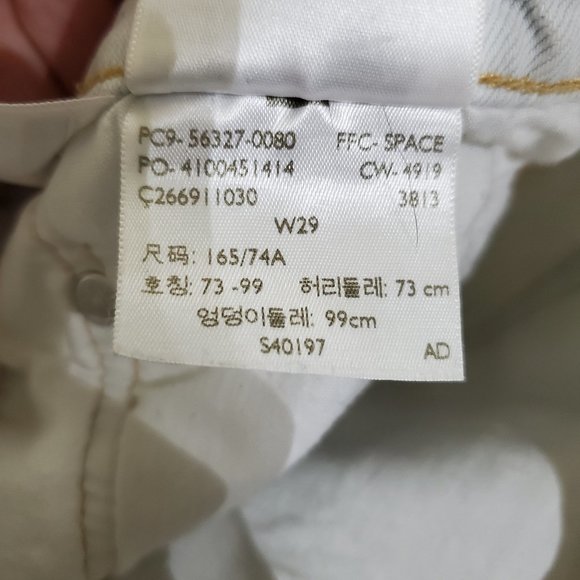 PC9- 56327-0080 FFC- SPACE
PO- 4100451414 CW- 4919
C266911030 3813
W29
尺码: 165/74A
호칭: 73 -99 허리둘레: 73 cm
엉덩이둘레: 99cm
S40197 AD